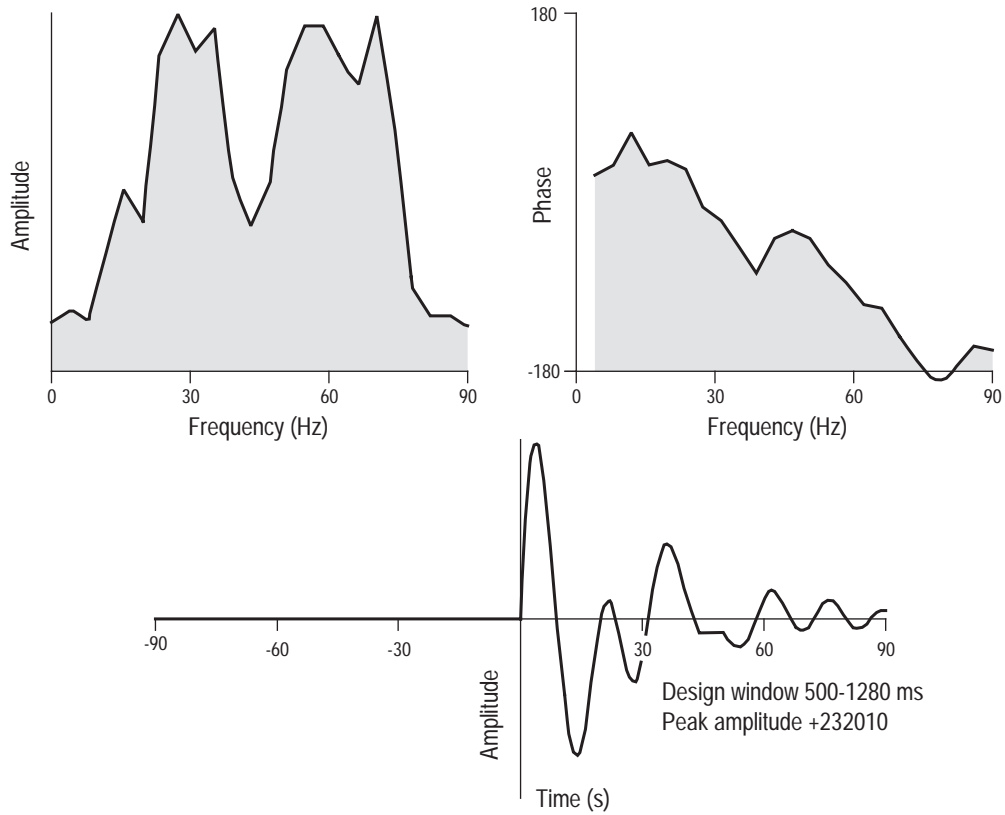 Amplitude
0 30 60 90
Frequency (Hz)
180
Phase
-180
0 30 60 90
Frequency (Hz)
-90 -60 -30 30 60 90
Amplitude
Design window 500-1280 ms
Peak amplitude +232010
Time (s)